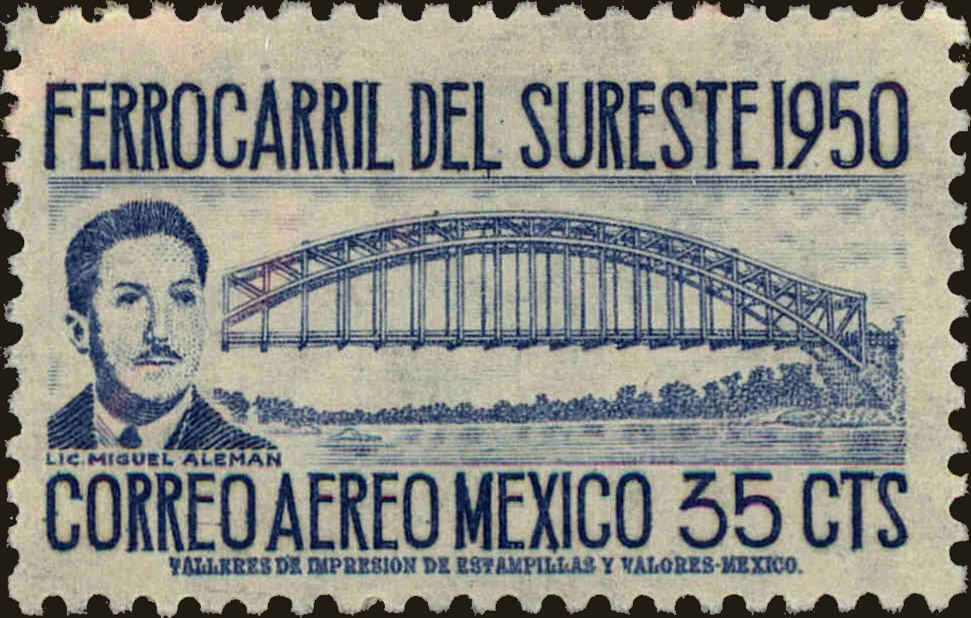 FERROCARRIL DEL SURESTE 1950
LIC. MIGUEL ALEMAN
CORREO AEREO MEXICO 35 CTS
TALLERES DE IMPRESION DE ESTAMPILLAS Y VALORES-MEXICO.